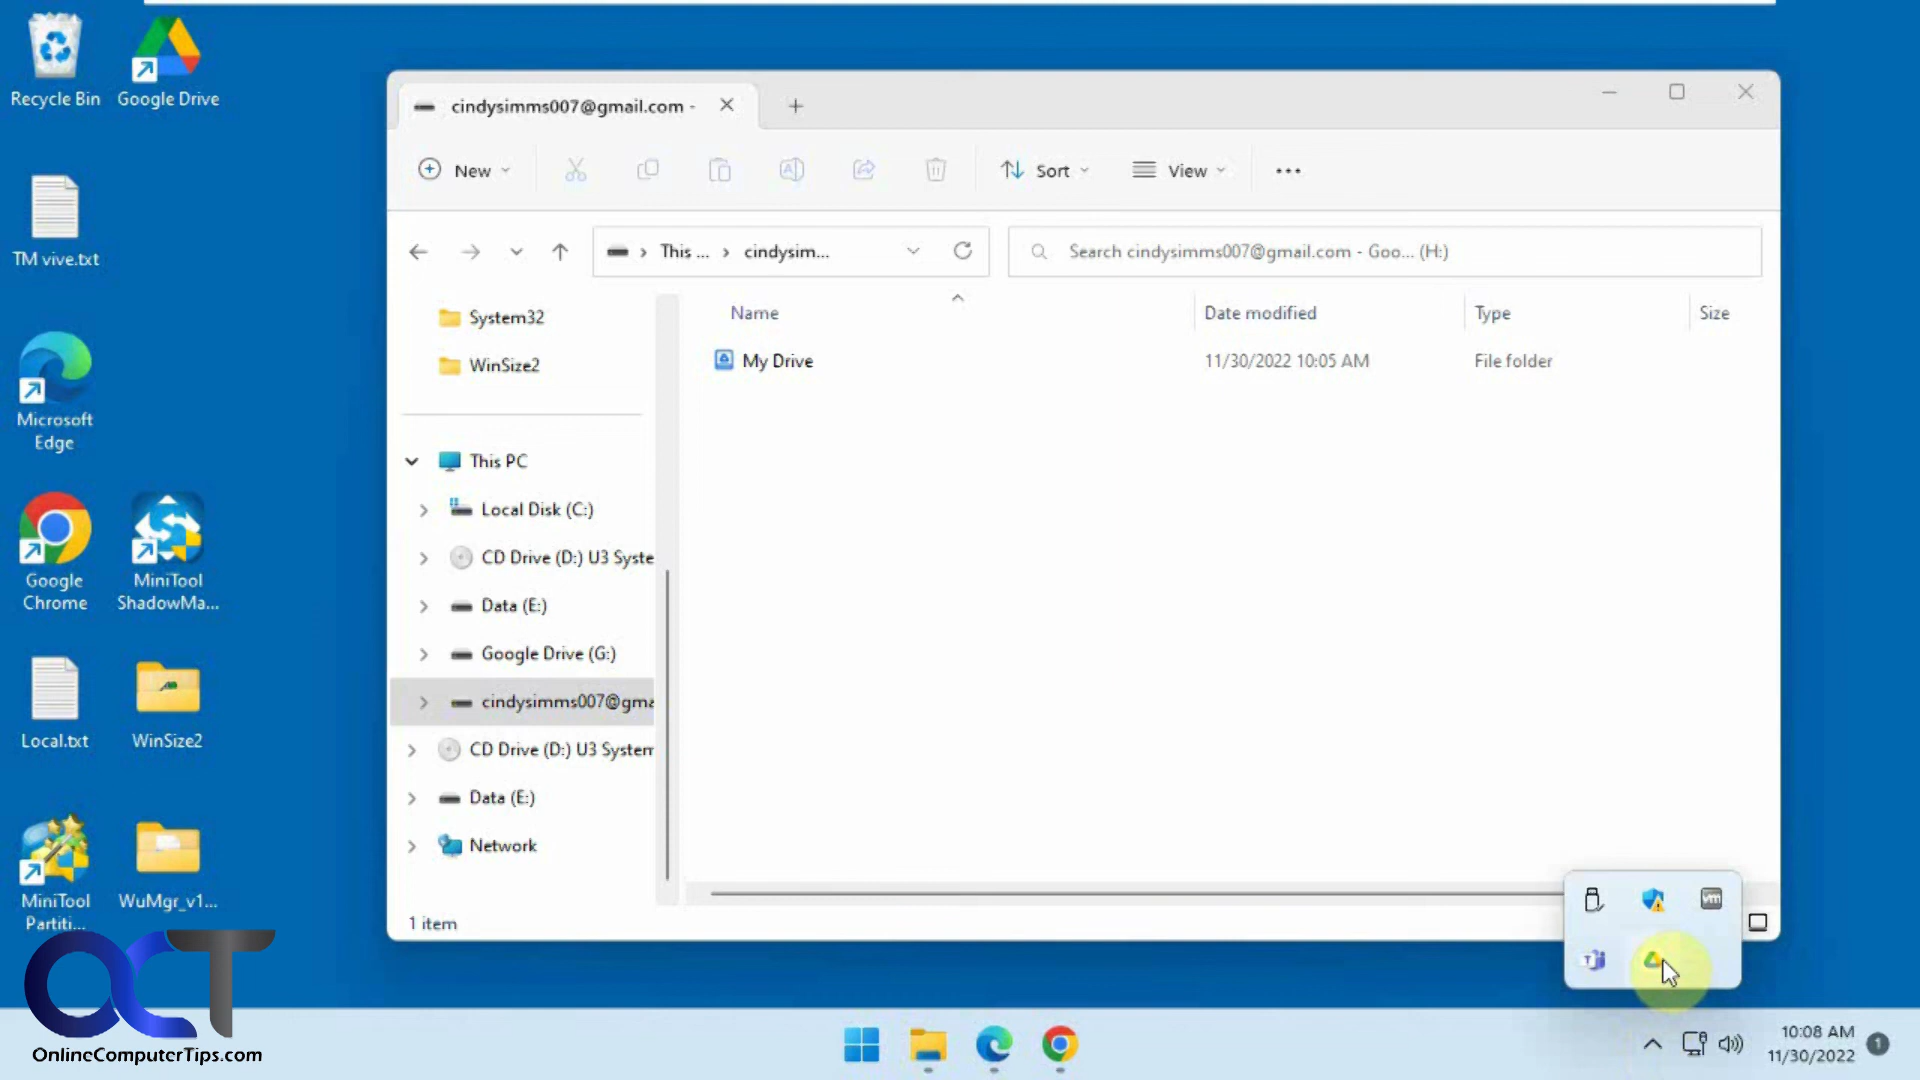 Recycle Bin
Google Drive
TM vive.txt
Microsoft
Edge
Google
Chrome
MiniTool
ShadowMa...
Local.txt
WinSize2
MiniTool
Partiti...
WuMgr_v1...
cindysimms007@gmail.com -
New
Sort
View
This ...
cindysim...
Search cindysimms007@gmail.com - Goo... (H:)
System32
WinSize2
This PC
Local Disk (C:)
CD Drive (D:) U3 Syste
Data (E:)
Google Drive (G:)
cindysimms007@gma
CD Drive (D:) U3 System
Data (E:)
Network
Name
Date modified
Type
Size
My Drive
11/30/2022 10:05 AM
File folder
1 item
vm
T
OCT
OnlineComputerTips.com
10:08 AM
11/30/2022
1